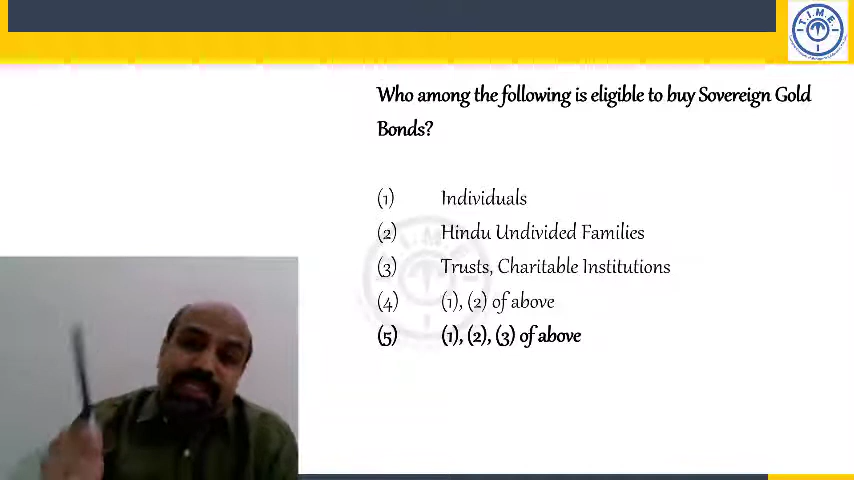 T.I.M.E.
Who among the following is eligible to buy Sovereign Gold
Bonds?
(1) Individuals
(2) Hindu Undivided Families
(3) Trusts, Charitable Institutions
(4) (1), (2) of above
(5) (1), (2), (3) of above